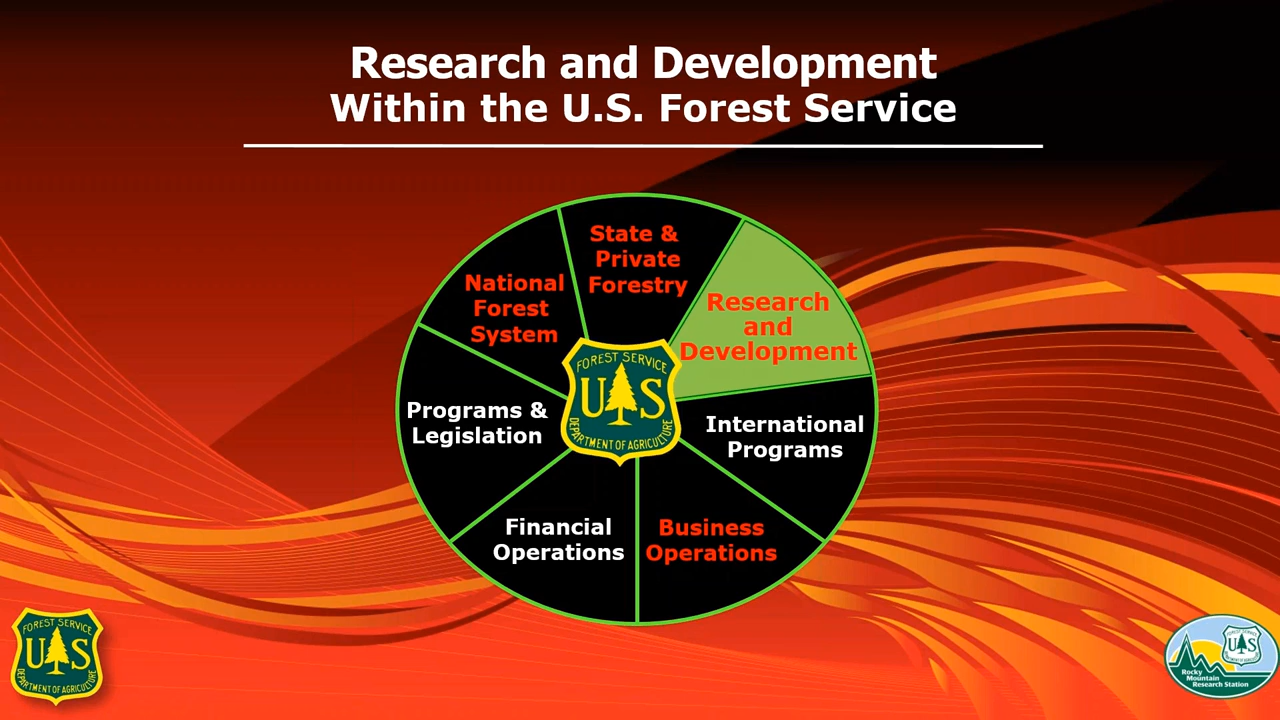 Research and Development
Within the U.S. Forest Service
State &
Private
Forestry
National
Forest
System
Research
and
Development
FOREST SERVICE
U S
DEPARTMENT OF AGRICULTURE
Programs &
Legislation
International
Programs
Financial
Operations
Business
Operations
FOREST SERVICE
U S
DEPARTMENT OF AGRICULTURE
U S
Rocky
Mountain
Research Station